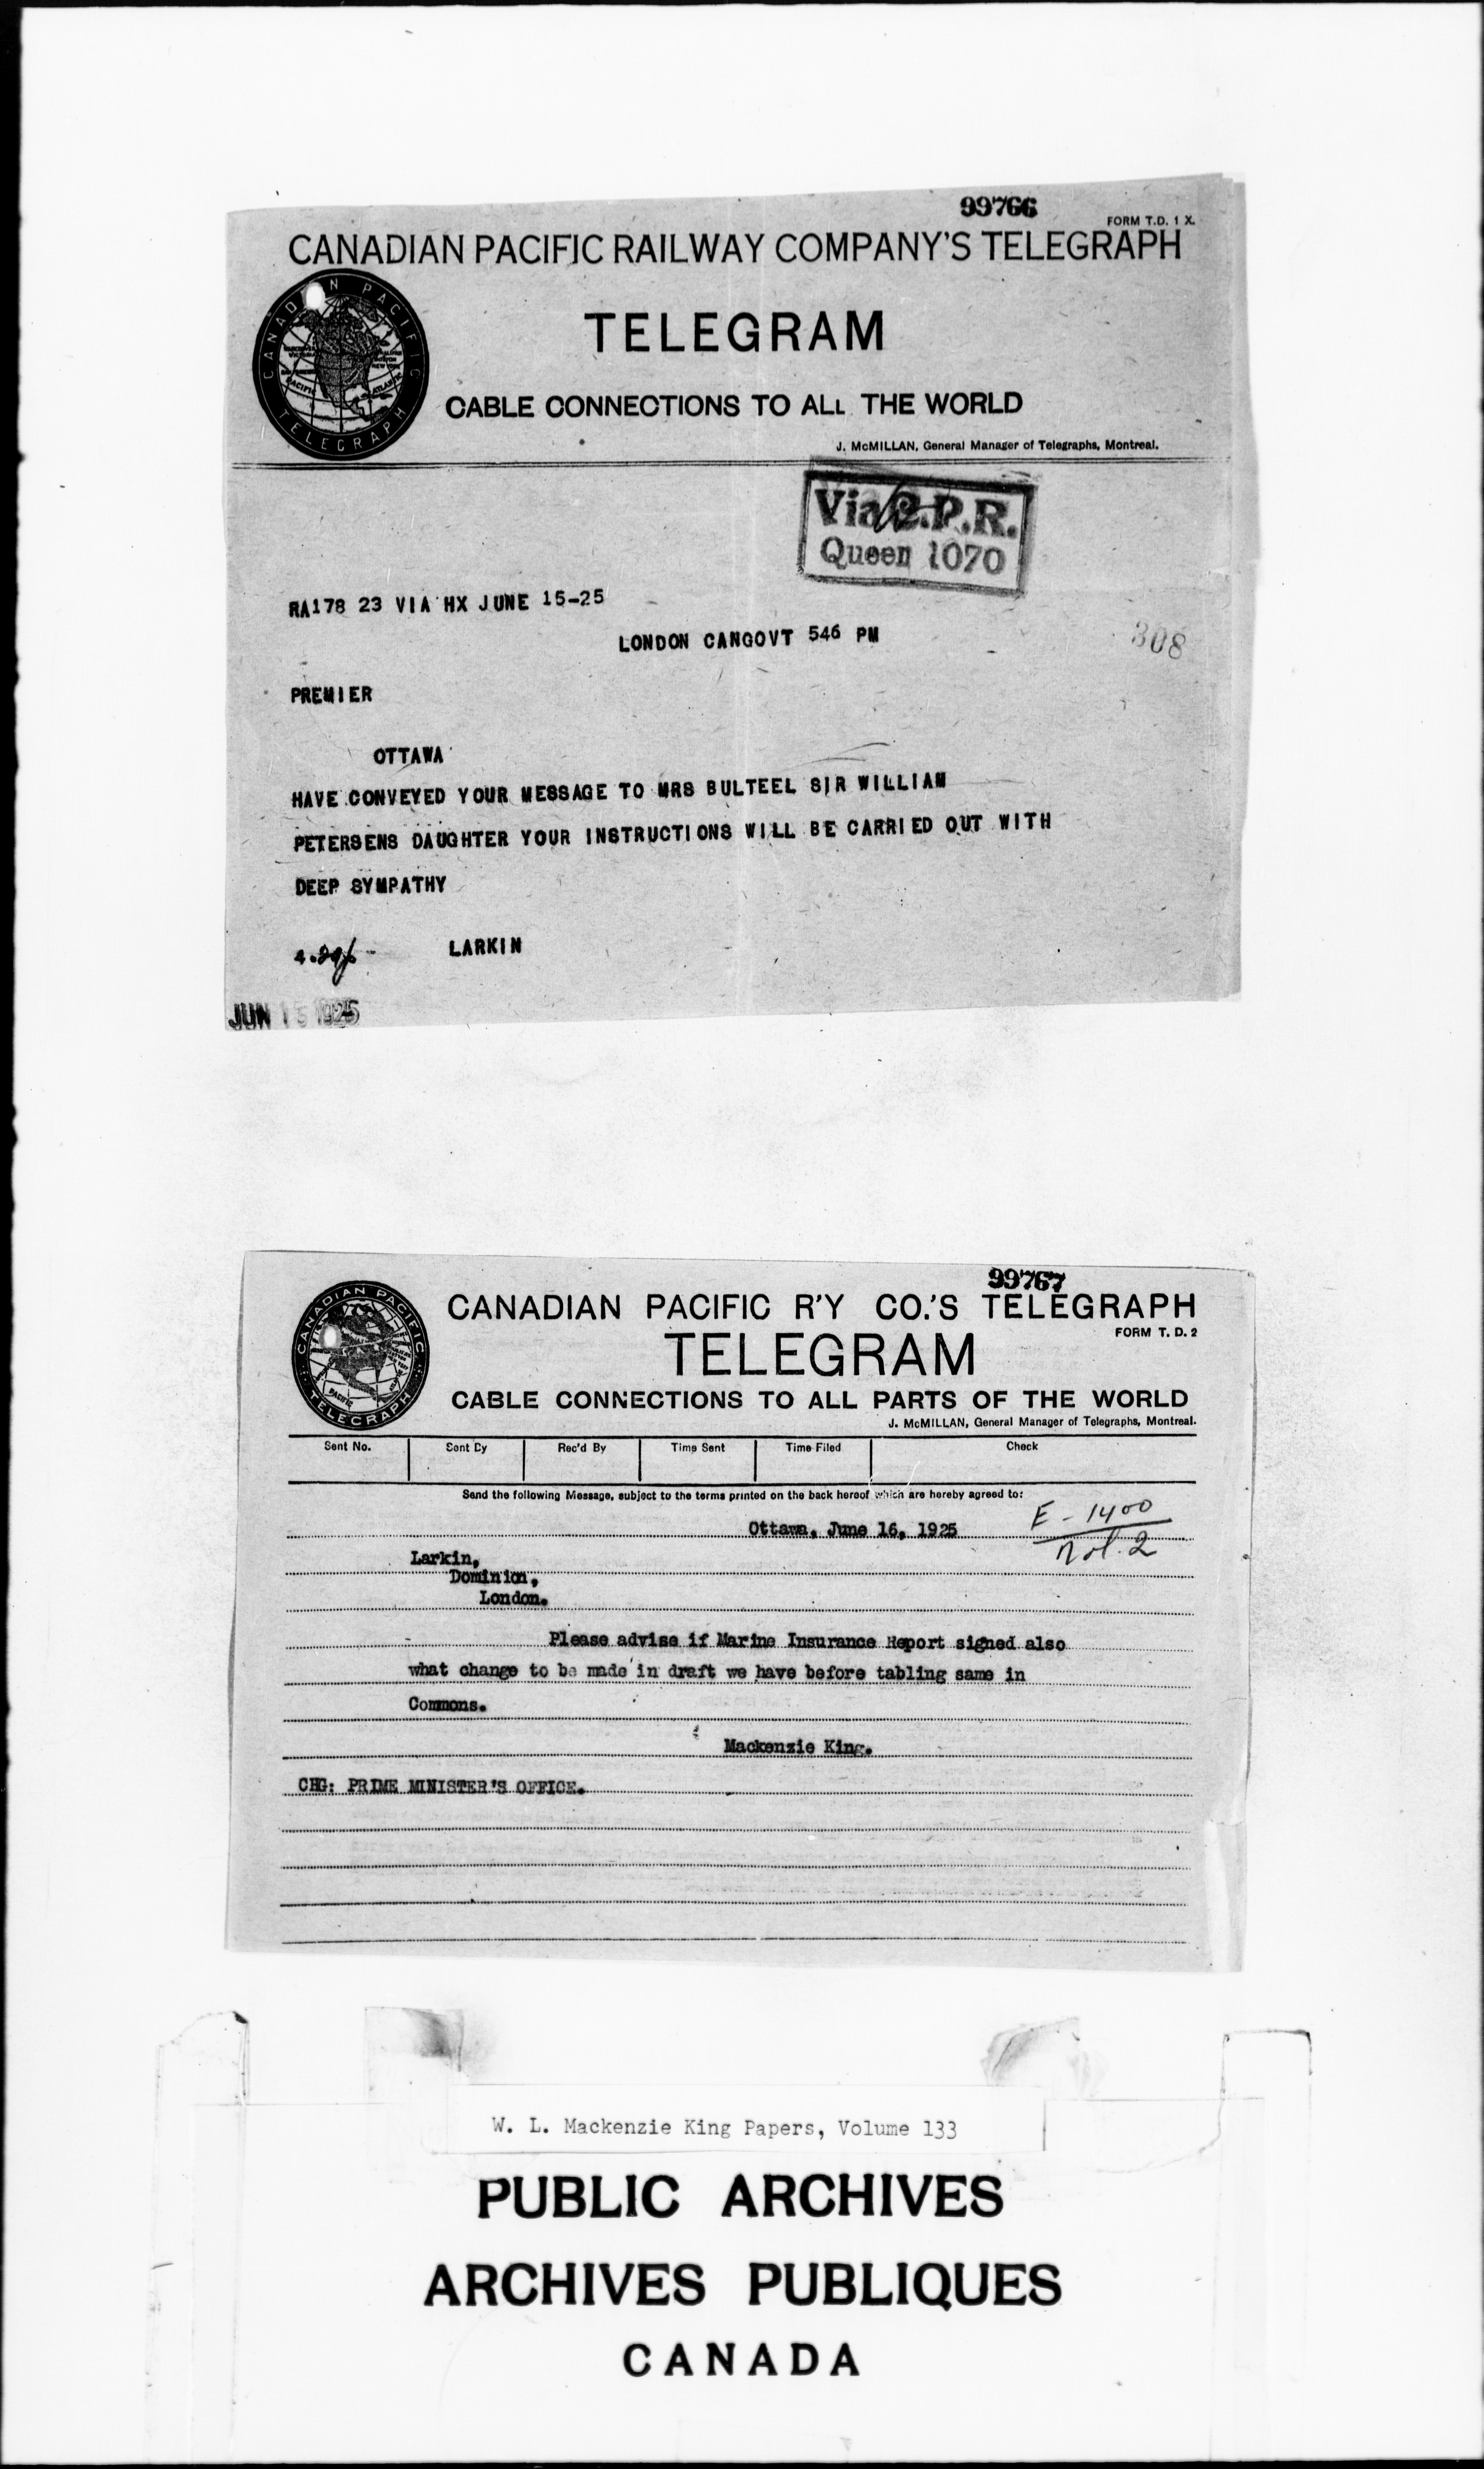 99766
FORM T.D. 1 X.
CANADIAN PACIFIC RAILWAY COMPANY'S TELEGRAPH
CANADIAN PACIFIC TELEGRAPH
TELEGRAM
CABLE CONNECTIONS TO ALL THE WORLD
J. McMILLAN, General Manager of Telegraphs, Montreal.
Via C.P.R.
Queen 1070
RA178 23 VIA HX JUNE 15-25
LONDON CANGOVT 546 PM
308
PREMIER
OTTAWA
HAVE CONVEYED YOUR MESSAGE TO MRS BULTEEL SIR WILLIAM
PETERSENS DAUGHTER YOUR INSTRUCTIONS WILL BE CARRIED OUT WITH
DEEP SYMPATHY
LARKIN
JUN 15 1925
99767
CANADIAN PACIFIC R'Y CO.'S TELEGRAPH
CANADIAN PACIFIC TELEGRAPH
FORM T. D. 2
TELEGRAM
CABLE CONNECTIONS TO ALL PARTS OF THE WORLD
J. McMILLAN, General Manager of Telegraphs, Montreal.
Sent No. Sent By Rec'd By Time Sent Time Filed Check
Send the following Message, subject to the terms printed on the back hereof which are hereby agreed to:
E-1400
Ottawa, June 16, 1925
Vol. 2
Larkin,
Dominion,
London.
Please advise if Marine Insurance Report signed also
what change to be made in draft we have before tabling same in
Commons.
Mackenzie King.
CHG: PRIME MINISTER'S OFFICE.
W. L. Mackenzie King Papers, Volume 133
PUBLIC ARCHIVES
ARCHIVES PUBLIQUES
CANADA